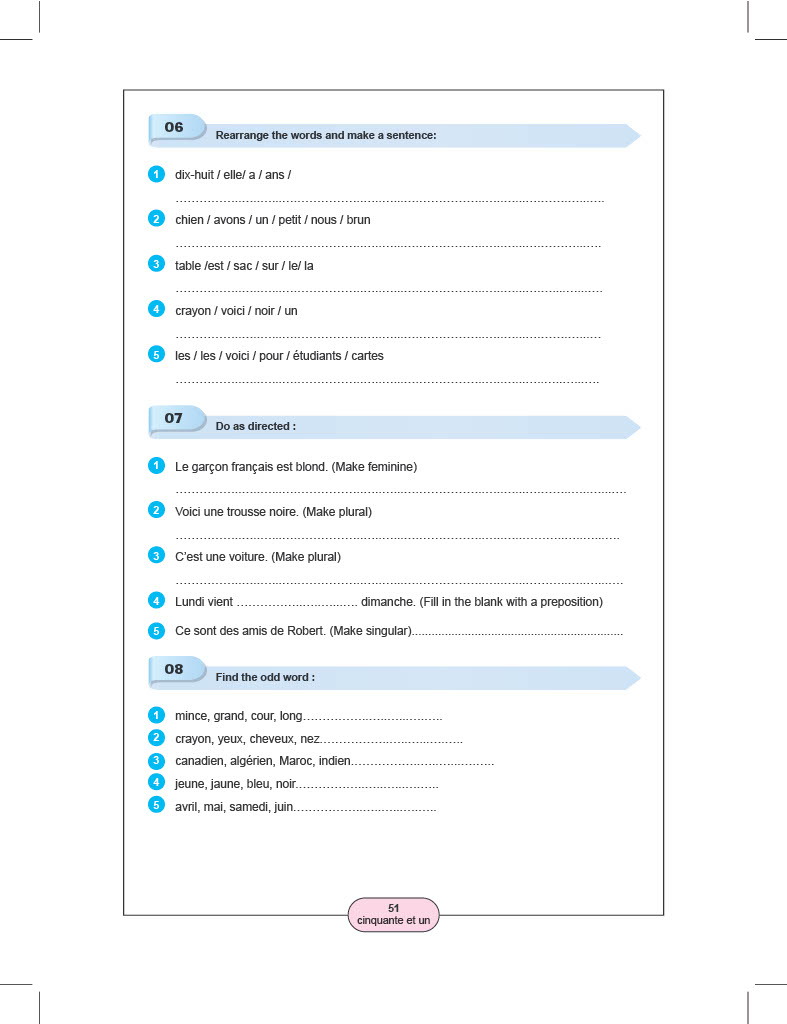 06
Rearrange the words and make a sentence:
1 dix-huit / elle/ a / ans /
……………………………………………………………………………………
2 chien / avons / un / petit / nous / brun
……………………………………………………………………………………
3 table /est / sac / sur / le/ la
……………………………………………………………………………………
4 crayon / voici / noir / un
……………………………………………………………………………………
5 les / les / voici / pour / étudiants / cartes
……………………………………………………………………………………
07
Do as directed :
1 Le garçon français est blond. (Make feminine)
…………………………………………………………………………………………
2 Voici une trousse noire. (Make plural)
…………………………………………………………………………………………
3 C’est une voiture. (Make plural)
…………………………………………………………………………………………
4 Lundi vient ………………………… dimanche. (Fill in the blank with a preposition)
5 Ce sont des amis de Robert. (Make singular)................................................................
08
Find the odd word :
1 mince, grand, cour, long……………………………
2 crayon, yeux, cheveux, nez……………………………
3 canadien, algérien, Maroc, indien……………………………
4 jeune, jaune, bleu, noir……………………………
5 avril, mai, samedi, juin……………………………
51
cinquante et un